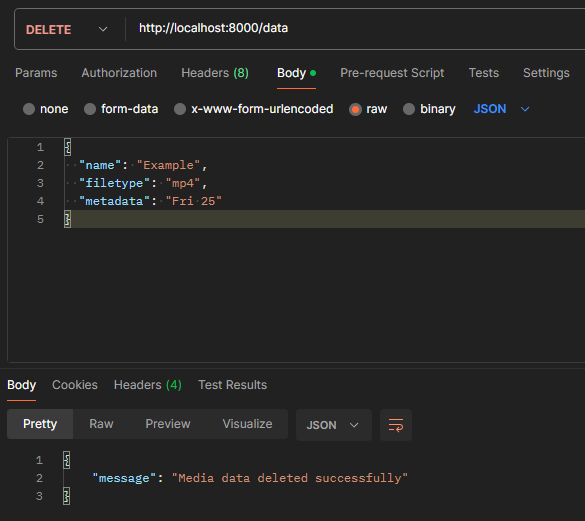 DELETE http://localhost:8000/data
Params Authorization Headers (8) Body Pre-request Script Tests Settings
none form-data x-www-form-urlencoded raw binary JSON
1 {
2 "name": "Example",
3 "filetype": "mp4",
4 "metadata": "Fri 25"
5 }
Body Cookies Headers (4) Test Results
Pretty Raw Preview Visualize JSON
1 {
2 "message": "Media data deleted successfully"
3 }